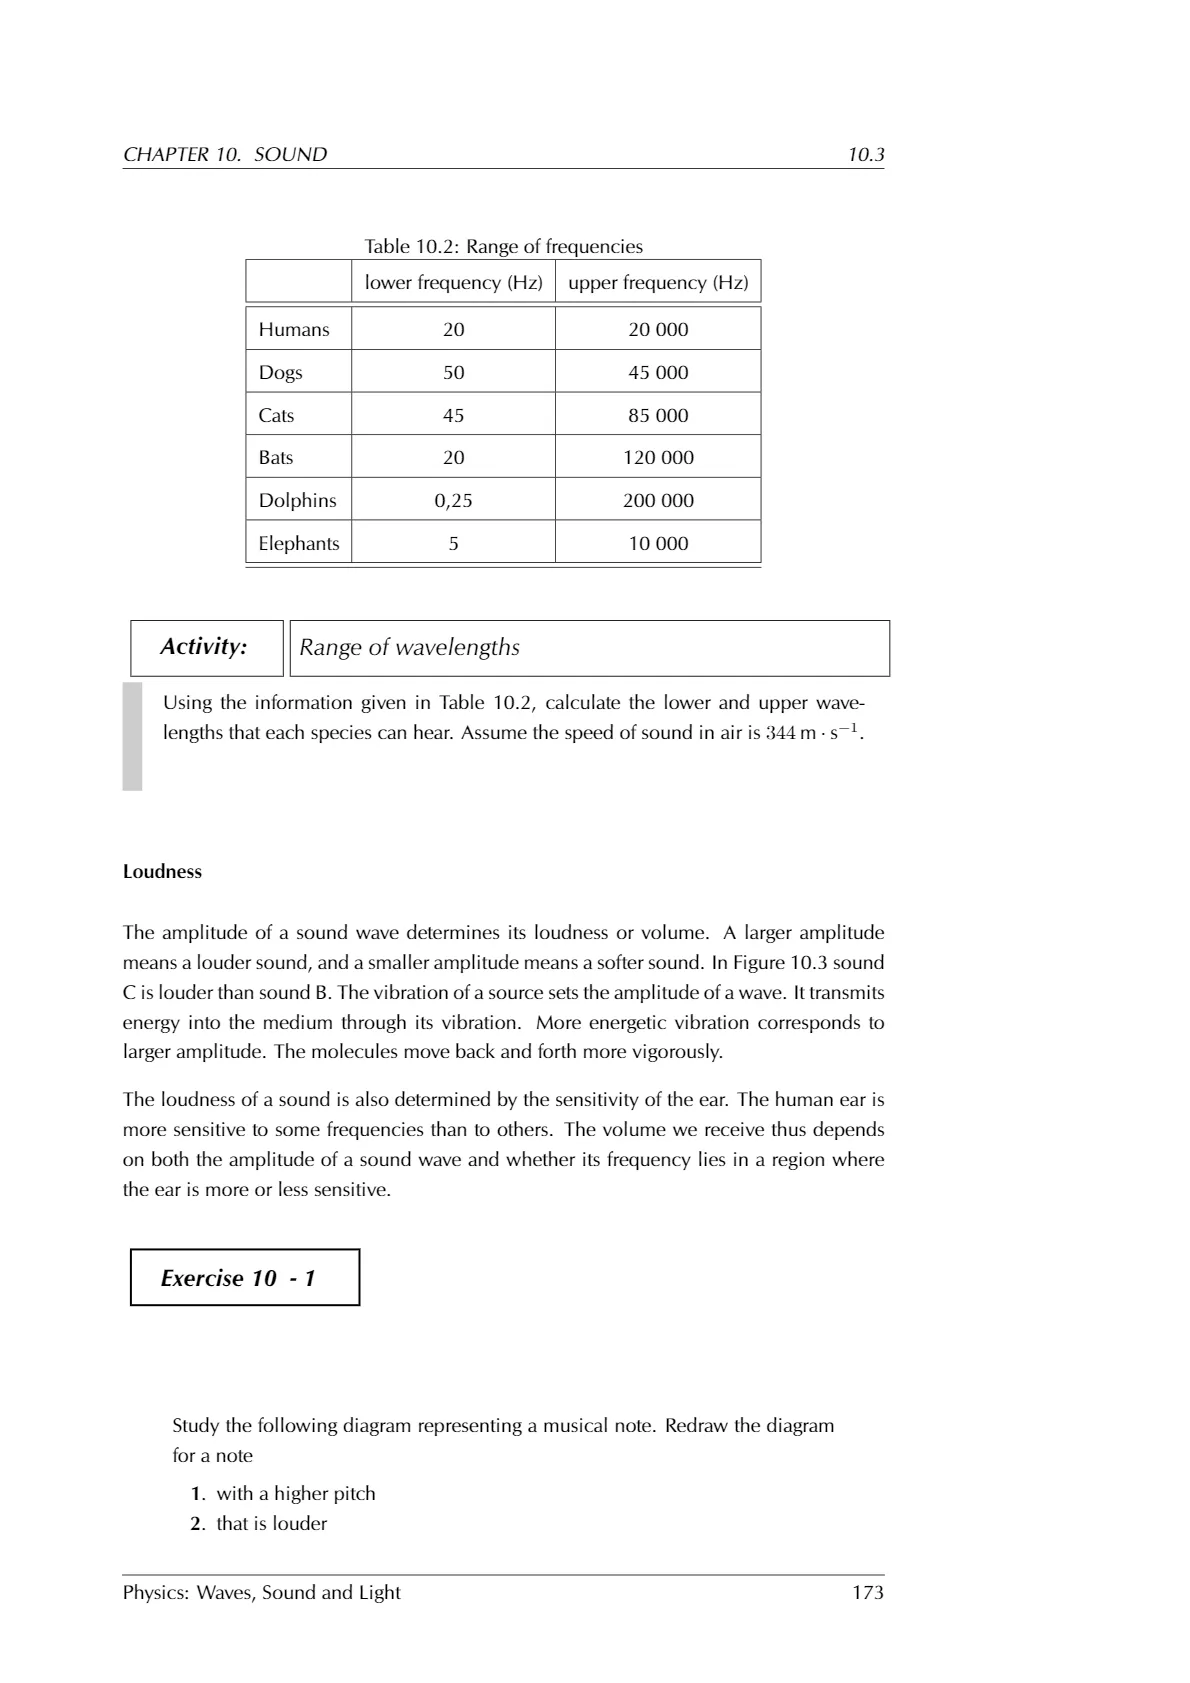 CHAPTER 10. SOUND 10.3
Table 10.2: Range of frequencies
lower frequency (Hz) upper frequency (Hz)
Humans 20 20 000
Dogs 50 45 000
Cats 45 85 000
Bats 20 120 000
Dolphins 0,25 200 000
Elephants 5 10 000
Activity: Range of wavelengths
Using the information given in Table 10.2, calculate the lower and upper wave-
lengths that each species can hear. Assume the speed of sound in air is 344 m · s⁻¹.
Loudness
The amplitude of a sound wave determines its loudness or volume. A larger amplitude
means a louder sound, and a smaller amplitude means a softer sound. In Figure 10.3 sound
C is louder than sound B. The vibration of a source sets the amplitude of a wave. It transmits
energy into the medium through its vibration. More energetic vibration corresponds to
larger amplitude. The molecules move back and forth more vigorously.
The loudness of a sound is also determined by the sensitivity of the ear. The human ear is
more sensitive to some frequencies than to others. The volume we receive thus depends
on both the amplitude of a sound wave and whether its frequency lies in a region where
the ear is more or less sensitive.
Exercise 10 - 1
Study the following diagram representing a musical note. Redraw the diagram
for a note
1. with a higher pitch
2. that is louder
Physics: Waves, Sound and Light 173